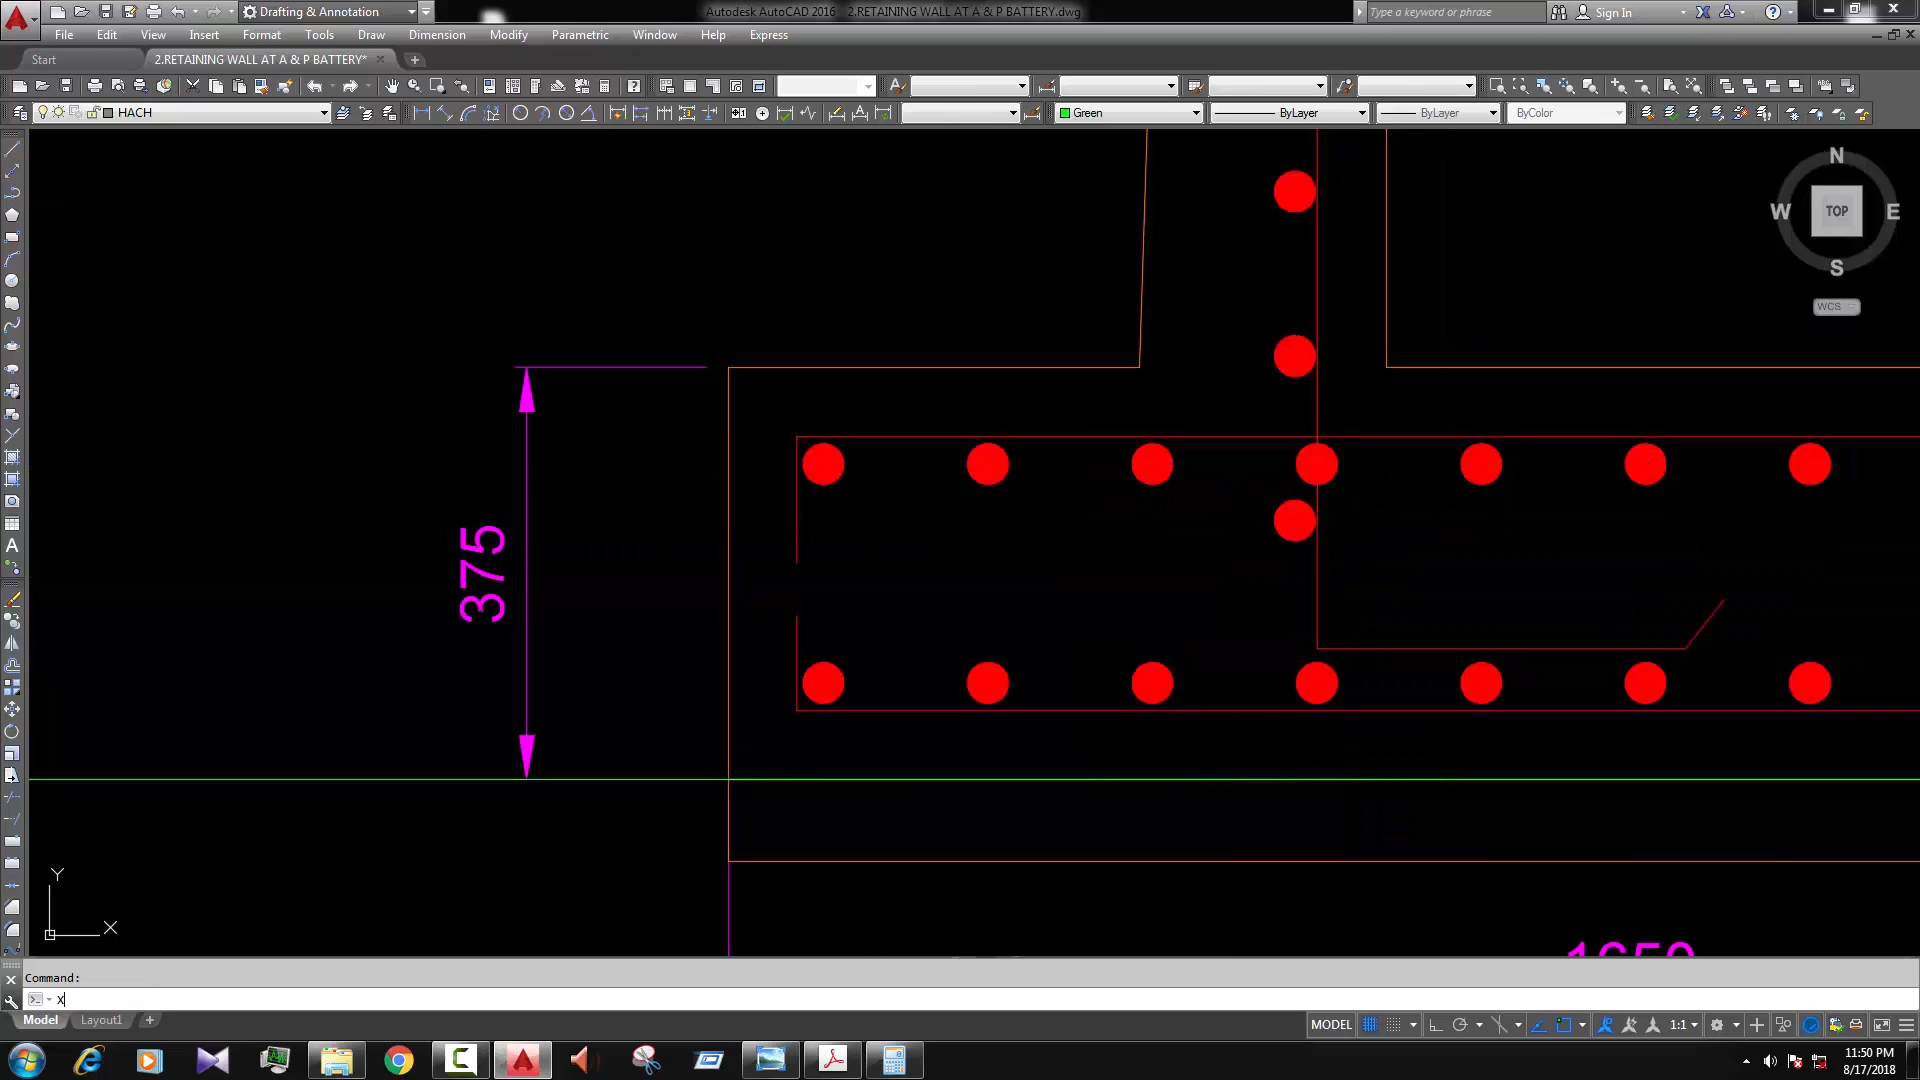 Drafting & Annotation
Autodesk AutoCAD 2016 - 2.RETAINING WALL AT A & P BATTERY.dwg
Type a keyword or phrase
Sign In
File Edit View Insert Format Tools Draw Dimension Modify Parametric Window Help Express
Start
2.RETAINING WALL AT A & P BATTERY*
HACH
Green
ByLayer
ByLayer
ByColor
N
W
TOP
E
S
WCS
375
Y
X
1650
Command:
X
Model
Layout1
MODEL
1:1
11:50 PM
8/17/2018